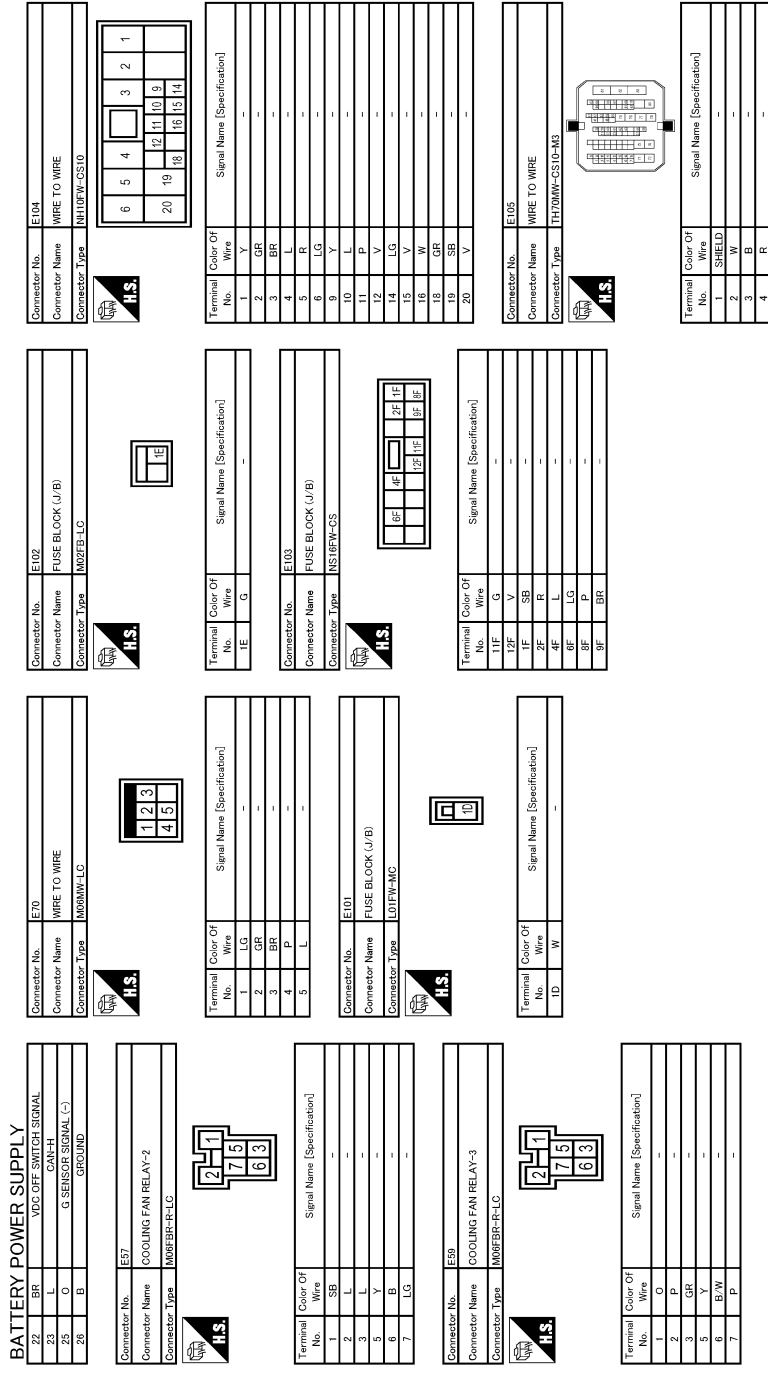 BATTERY POWER SUPPLY
22 BR VDC OFF SWITCH SIGNAL
23 L CAN-H
25 O G SENSOR SIGNAL (-)
26 B GROUND
Connector No. E57
Connector Name COOLING FAN RELAY-2
Connector Type M06FBR-R-LC
H.S.
2 1
7 5
6 3
Terminal No. Color Of Wire Signal Name [Specification]
1 SB -
2 L -
3 L -
5 Y -
6 B -
7 LG -
Connector No. E59
Connector Name COOLING FAN RELAY-3
Connector Type M06FBR-R-LC
H.S.
2 1
7 5
6 3
Terminal No. Color Of Wire Signal Name [Specification]
1 O -
2 P -
3 GR -
5 Y -
6 B/W -
7 P -
Connector No. E70
Connector Name WIRE TO WIRE
Connector Type M06MW-LC
H.S.
1 2 3
4 5
Terminal No. Color Of Wire Signal Name [Specification]
1 LG -
2 GR -
3 BR -
4 P -
5 L -
Connector No. E101
Connector Name FUSE BLOCK (J/B)
Connector Type L01FW-MC
H.S.
1D
Terminal No. Color Of Wire Signal Name [Specification]
1D W -
Connector No. E102
Connector Name FUSE BLOCK (J/B)
Connector Type M02FB-LC
H.S.
1E
Terminal No. Color Of Wire Signal Name [Specification]
1E G -
Connector No. E103
Connector Name FUSE BLOCK (J/B)
Connector Type NS16FW-CS
H.S.
6F 4F 2F 1F
12F 11F 9F 8F
Terminal No. Color Of Wire Signal Name [Specification]
11F G -
12F V -
1F SB -
2F R -
4F L -
6F LG -
8F P -
9F BR -
Connector No. E104
Connector Name WIRE TO WIRE
Connector Type NH10FW-CS10
H.S.
6 5 4 3 2 1
12 11 10 9
20 19 18 16 15 14
Terminal No. Color Of Wire Signal Name [Specification]
1 Y -
2 GR -
3 BR -
4 L -
5 R -
6 LG -
9 Y -
10 L -
11 P -
12 V -
14 LG -
15 V -
16 W -
18 GR -
19 SB -
20 V -
Connector No. E105
Connector Name WIRE TO WIRE
Connector Type TH70MW-CS10-M3
H.S.
Terminal No. Color Of Wire Signal Name [Specification]
1 SHIELD -
2 W -
3 B -
4 R -